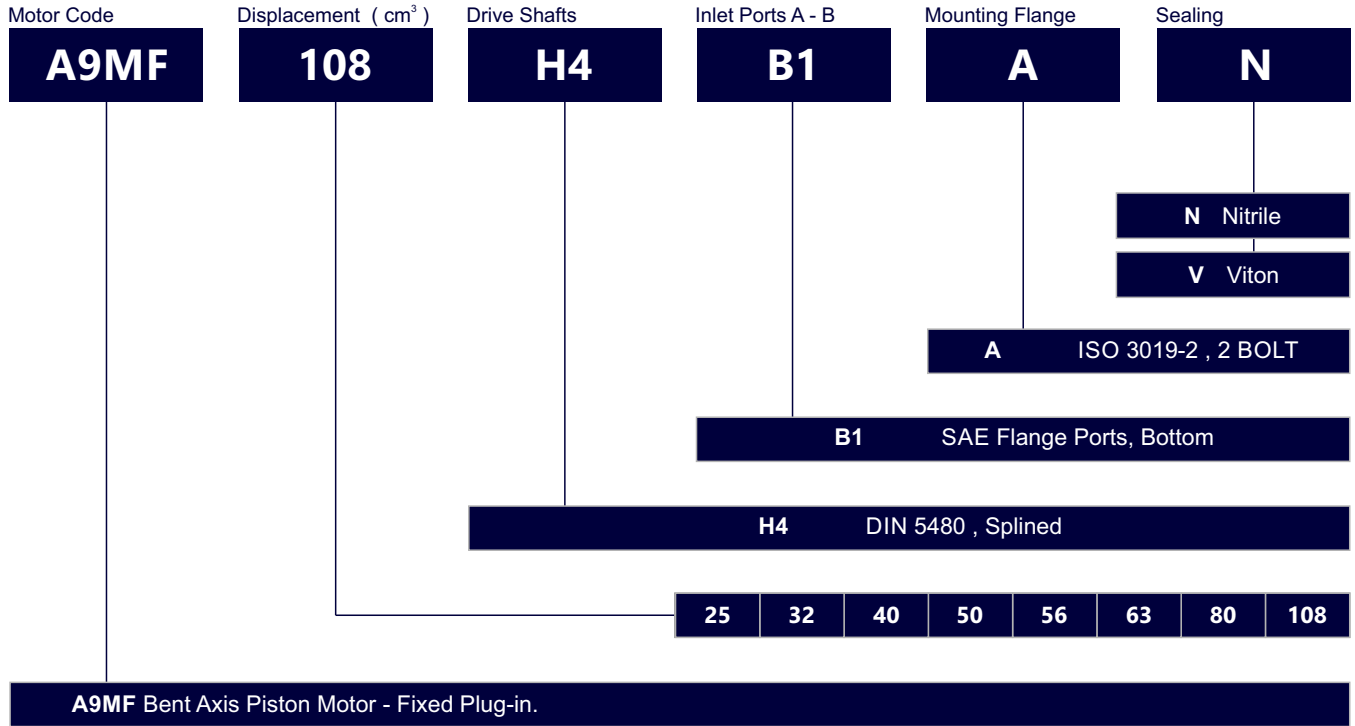 Motor Code Displacement ( cm³ ) Drive Shafts Inlet Ports A - B Mounting Flange Sealing
A9MF 108 H4 B1 A N
N Nitrile
V Viton
A ISO 3019-2 , 2 BOLT
B1 SAE Flange Ports, Bottom
H4 DIN 5480 , Splined
25 32 40 50 56 63 80 108
A9MF Bent Axis Piston Motor - Fixed Plug-in.